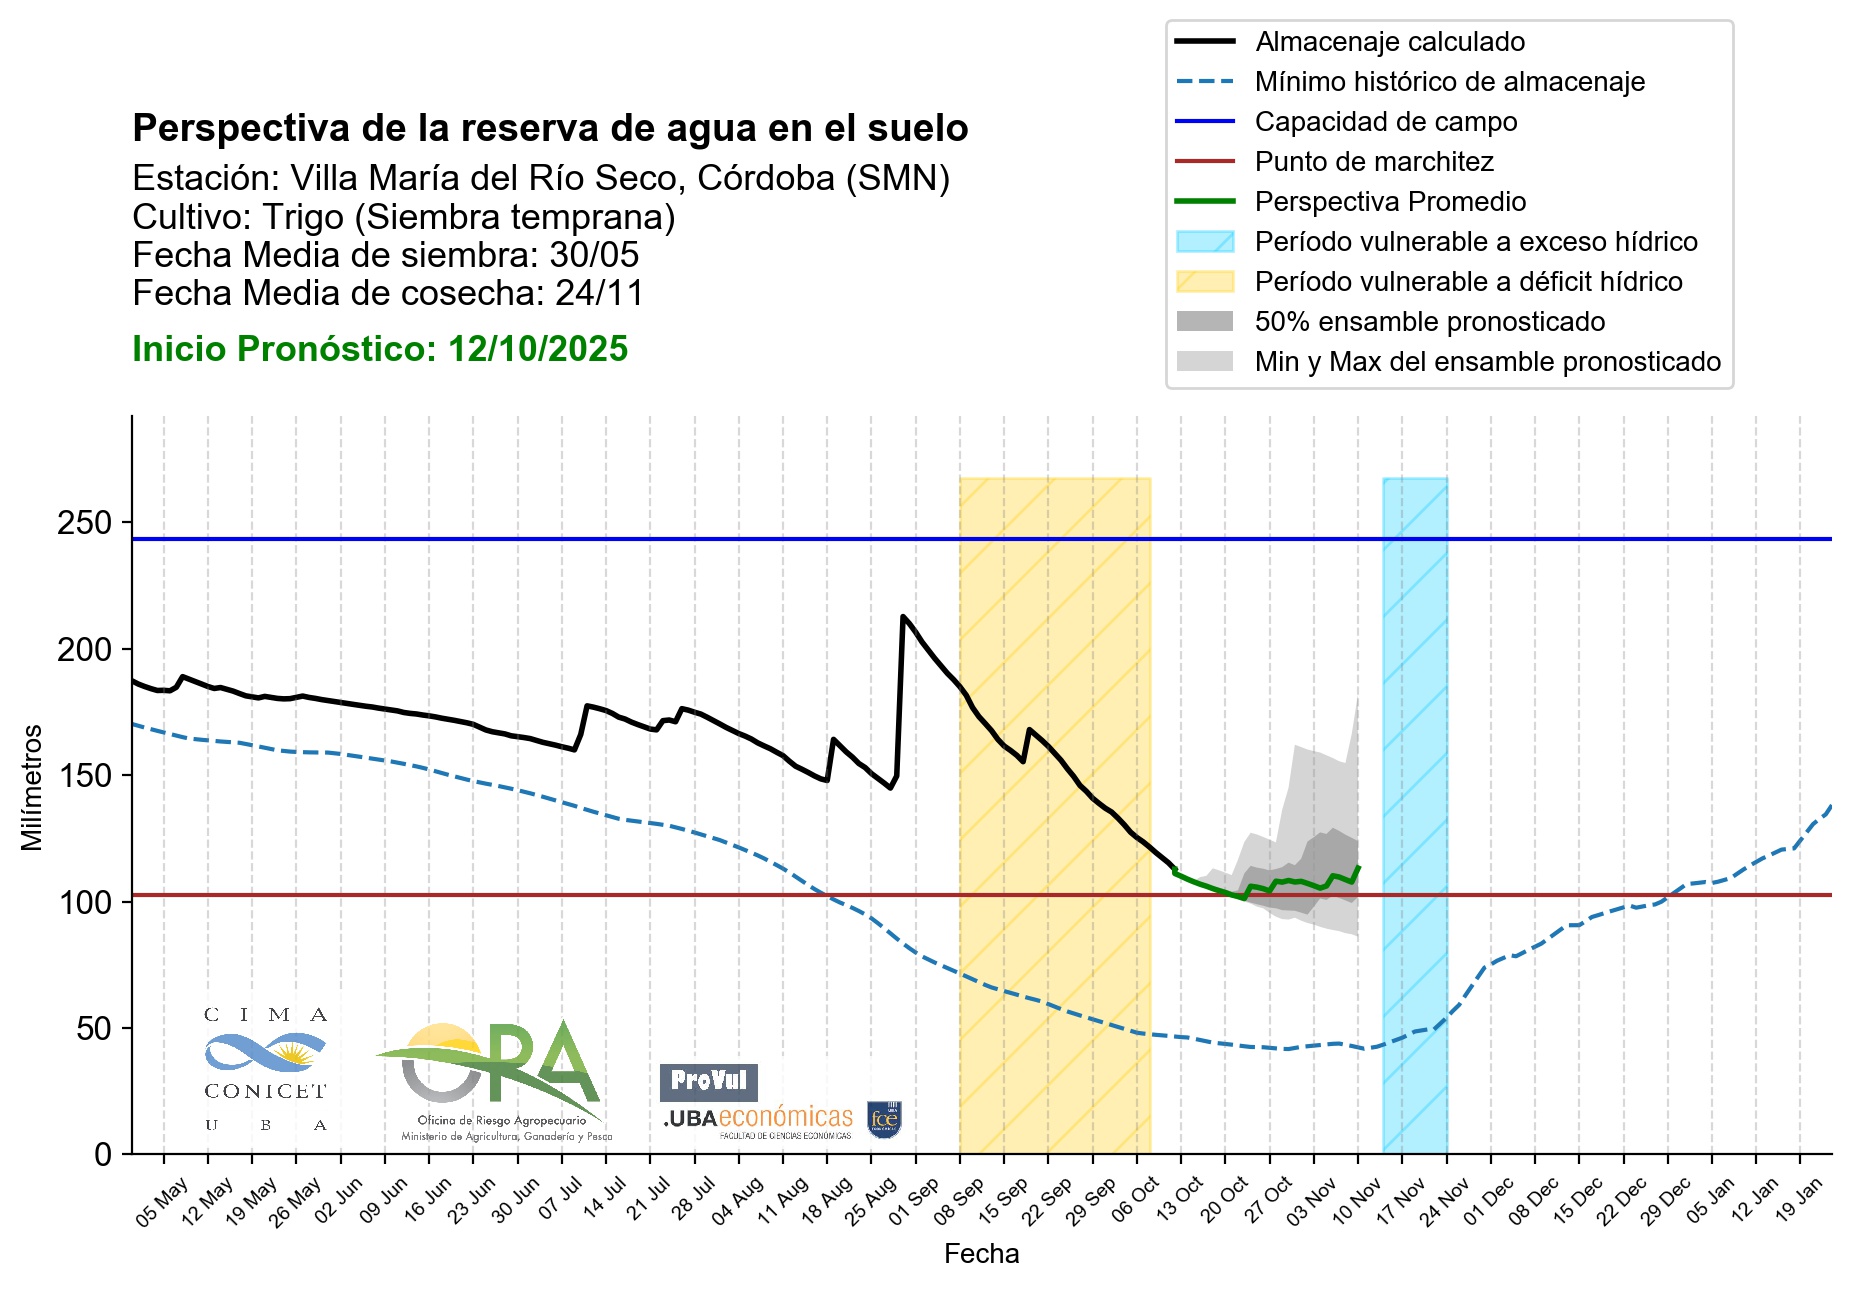 Almacenaje calculado
Mínimo histórico de almacenaje
Capacidad de campo
Punto de marchitez
Perspectiva Promedio
Período vulnerable a exceso hídrico
Período vulnerable a déficit hídrico
50% ensamble pronosticado
Min y Max del ensamble pronosticado
Perspectiva de la reserva de agua en el suelo
Estación: Villa María del Río Seco, Córdoba (SMN)
Cultivo: Trigo (Siembra temprana)
Fecha Media de siembra: 30/05
Fecha Media de cosecha: 24/11
Inicio Pronóstico: 12/10/2025
Milímetros
250
200
150
100
50
0
CIMA
CONICET
UBA
ORA
Oficina de Riesgo Agropecuario
Ministerio de Agricultura, Ganadería y Pesca
ProVul
.UBAeconómicas
FACULTAD DE CIENCIAS ECONÓMICAS
fce
05 May
12 May
19 May
26 May
02 Jun
09 Jun
16 Jun
23 Jun
30 Jun
07 Jul
14 Jul
21 Jul
28 Jul
04 Aug
11 Aug
18 Aug
25 Aug
01 Sep
08 Sep
15 Sep
22 Sep
29 Sep
06 Oct
13 Oct
20 Oct
27 Oct
03 Nov
10 Nov
17 Nov
24 Nov
01 Dec
08 Dec
15 Dec
22 Dec
29 Dec
05 Jan
12 Jan
19 Jan
Fecha